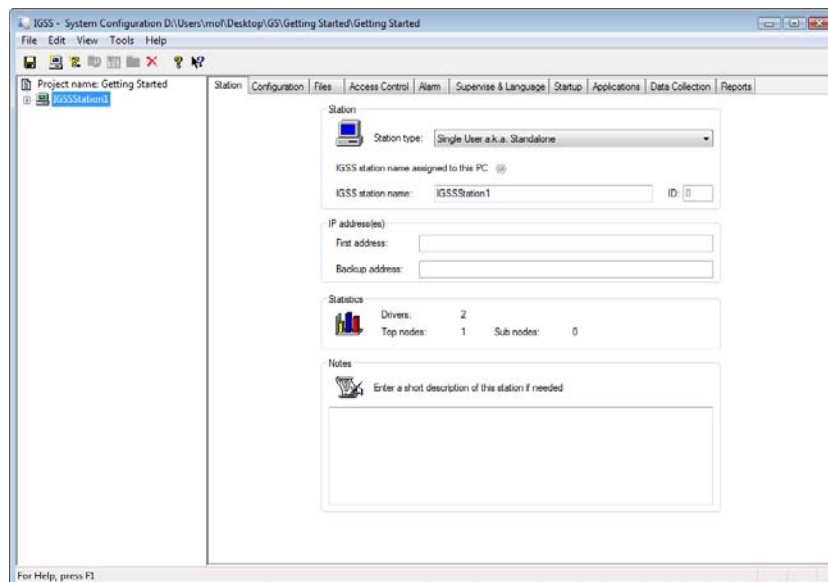 IGSS - System Configuration D:\Users\mol\Desktop\GS\Getting Started\Getting Started
File Edit View Tools Help
Project name: Getting Started
IGSSStation1
Station Configuration Files Access Control Alarm Supervise & Language Startup Applications Data Collection Reports
Station
Station type: Single User a.k.a. Standalone
IGSS station name assigned to this PC
IGSS station name: IGSSStation1 ID: 0
IP address(es)
First address:
Backup address:
Statistics
Drivers: 2
Top nodes: 1 Sub nodes: 0
Notes
Enter a short description of this station if needed
For Help, press F1